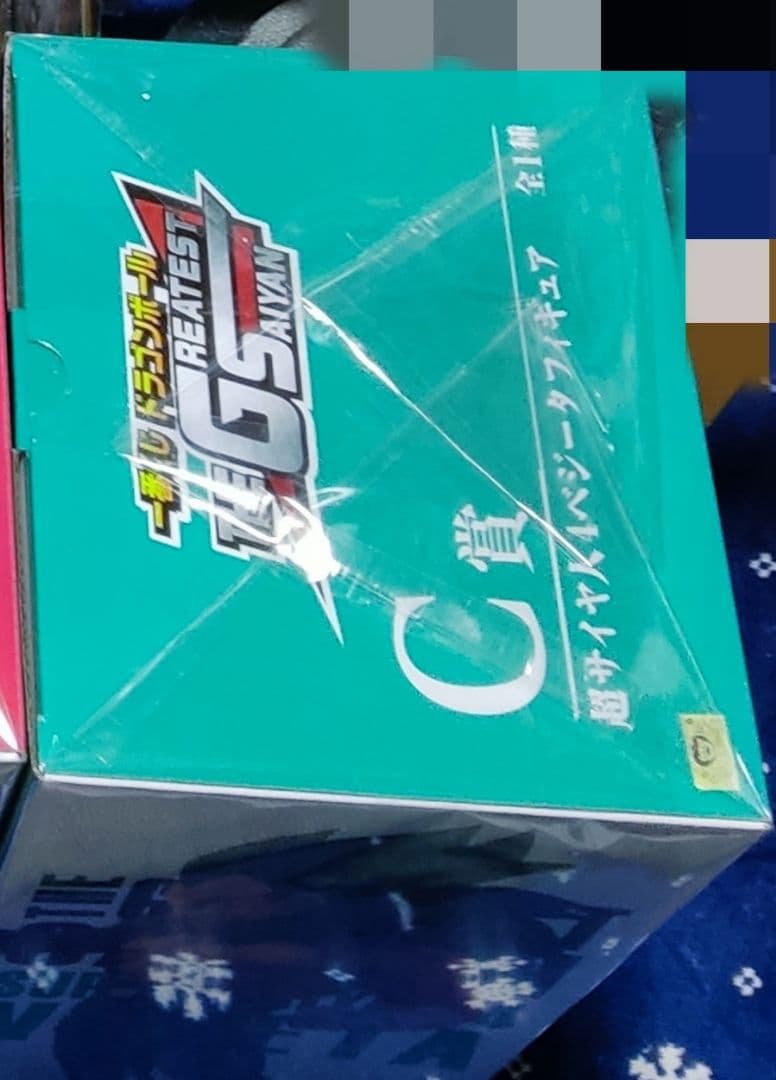 一番くじ ドラゴンボール
THE GREATEST
SAIYAN
C賞
超サイヤ人4ベジータフィギュア 全1種
THE